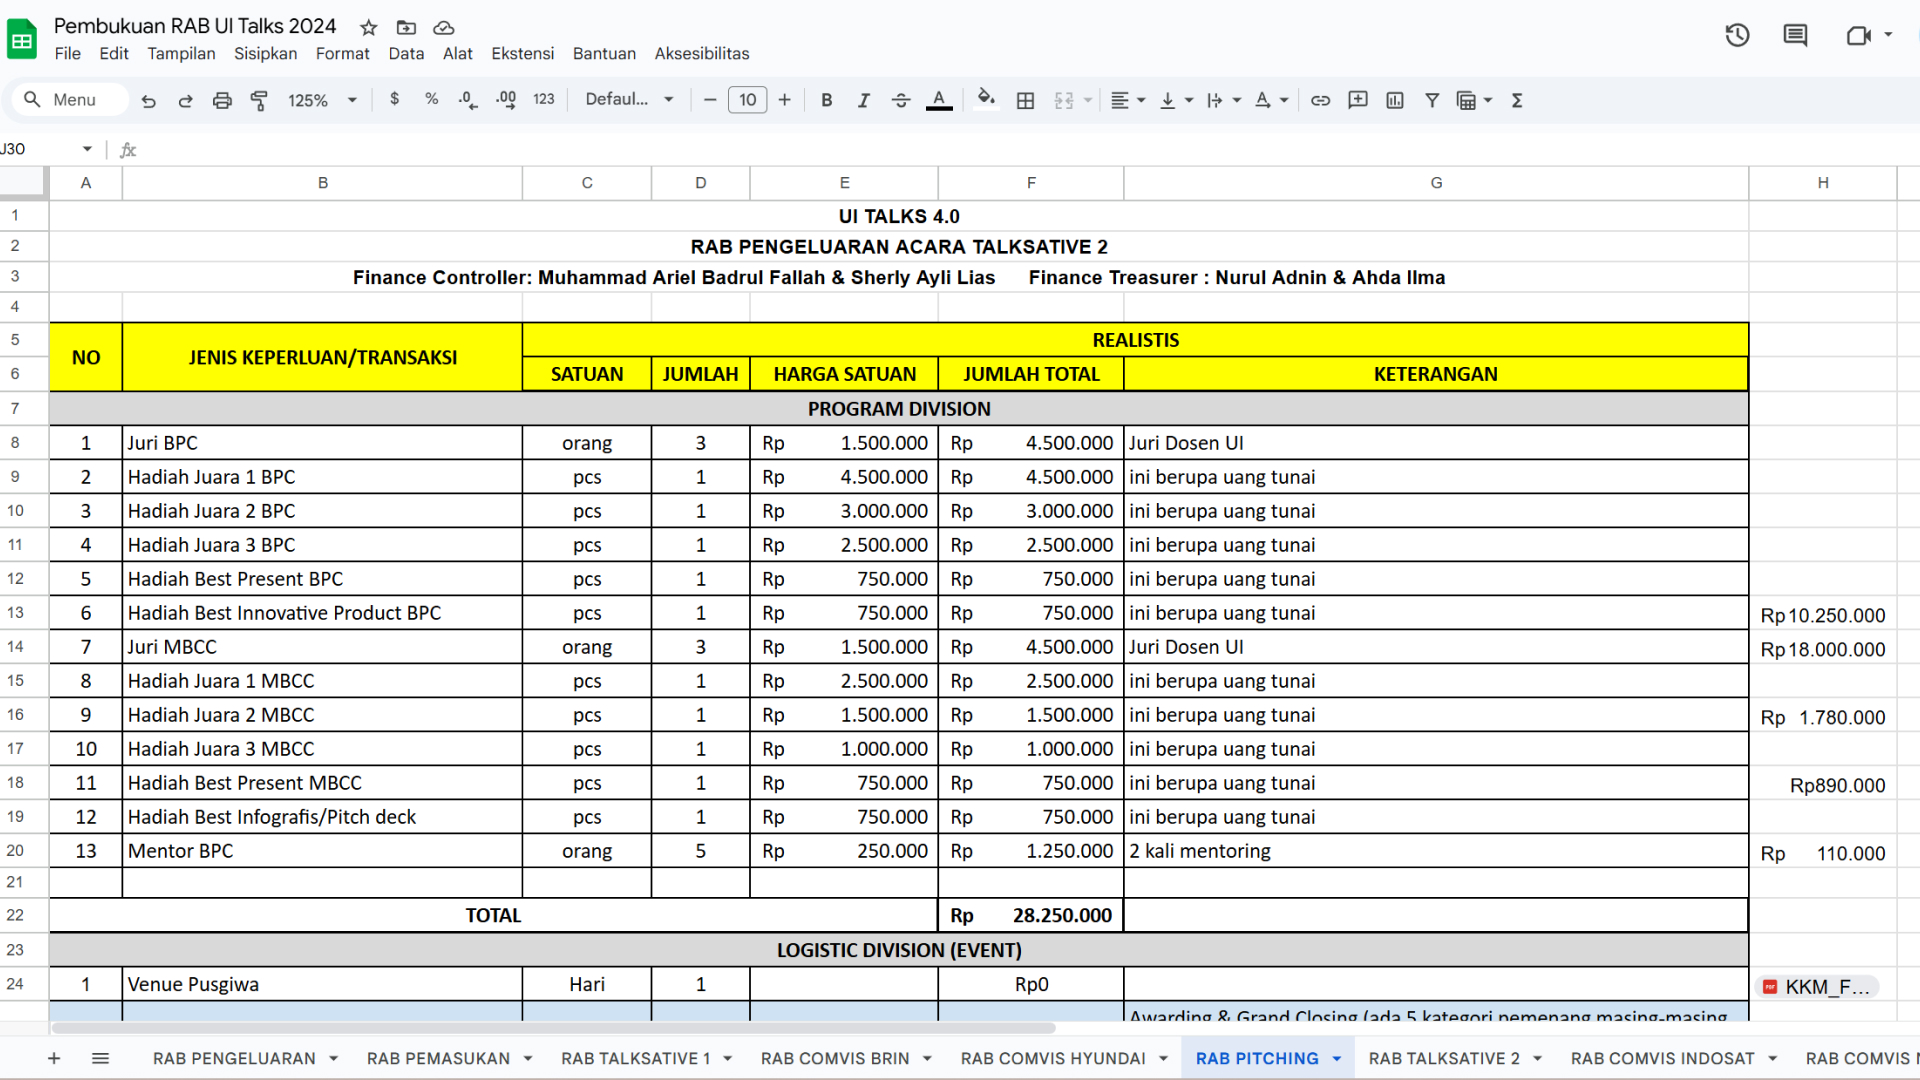 Pembukuan RAB UI Talks 2024
File Edit Tampilan Sisipkan Format Data Alat Ekstensi Bantuan Aksesibilitas
Menu 125% $ % .0 .00 123 Defaul... 10 B I A Σ
J30 fx
A B C D E F G H
1 UI TALKS 4.0
2 RAB PENGELUARAN ACARA TALKSATIVE 2
3 Finance Controller: Muhammad Ariel Badrul Fallah & Sherly Ayli Lias Finance Treasurer : Nurul Adnin & Ahda Ilma
4
5 NO JENIS KEPERLUAN/TRANSAKSI REALISTIS
6 SATUAN JUMLAH HARGA SATUAN JUMLAH TOTAL KETERANGAN
7 PROGRAM DIVISION
8 1 Juri BPC orang 3 Rp 1.500.000 Rp 4.500.000 Juri Dosen UI
9 2 Hadiah Juara 1 BPC pcs 1 Rp 4.500.000 Rp 4.500.000 ini berupa uang tunai
10 3 Hadiah Juara 2 BPC pcs 1 Rp 3.000.000 Rp 3.000.000 ini berupa uang tunai
11 4 Hadiah Juara 3 BPC pcs 1 Rp 2.500.000 Rp 2.500.000 ini berupa uang tunai
12 5 Hadiah Best Present BPC pcs 1 Rp 750.000 Rp 750.000 ini berupa uang tunai
13 6 Hadiah Best Innovative Product BPC pcs 1 Rp 750.000 Rp 750.000 ini berupa uang tunai Rp10.250.000
14 7 Juri MBCC orang 3 Rp 1.500.000 Rp 4.500.000 Juri Dosen UI Rp18.000.000
15 8 Hadiah Juara 1 MBCC pcs 1 Rp 2.500.000 Rp 2.500.000 ini berupa uang tunai
16 9 Hadiah Juara 2 MBCC pcs 1 Rp 1.500.000 Rp 1.500.000 ini berupa uang tunai Rp 1.780.000
17 10 Hadiah Juara 3 MBCC pcs 1 Rp 1.000.000 Rp 1.000.000 ini berupa uang tunai
18 11 Hadiah Best Present MBCC pcs 1 Rp 750.000 Rp 750.000 ini berupa uang tunai Rp890.000
19 12 Hadiah Best Infografis/Pitch deck pcs 1 Rp 750.000 Rp 750.000 ini berupa uang tunai
20 13 Mentor BPC orang 5 Rp 250.000 Rp 1.250.000 2 kali mentoring Rp 110.000
21
22 TOTAL Rp 28.250.000
23 LOGISTIC DIVISION (EVENT)
24 1 Venue Pusgiwa Hari 1 Rp0 PDF KKM_F...
Awarding & Grand Closing (ada 5 kategori pemenang masing-masing
RAB PENGELUARAN RAB PEMASUKAN RAB TALKSATIVE 1 RAB COMVIS BRIN RAB COMVIS HYUNDAI RAB PITCHING RAB TALKSATIVE 2 RAB COMVIS INDOSAT RAB COMVIS